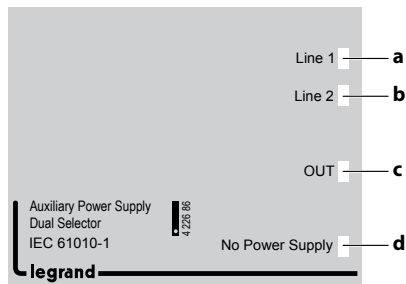 Line 1
a
Line 2
b
OUT
c
Auxiliary Power Supply
Dual Selector
IEC 61010-1
4 226 86
No Power Supply
d
legrand